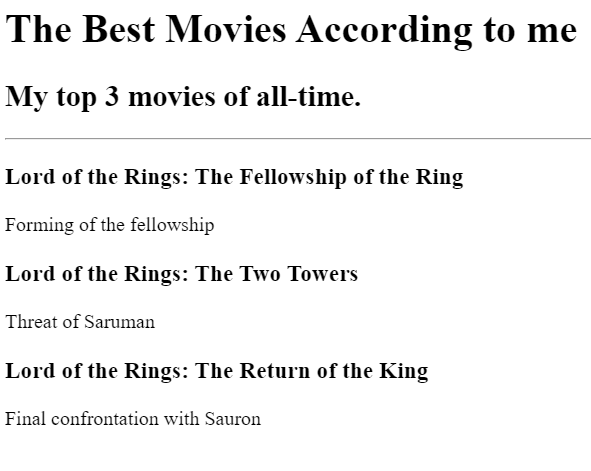 The Best Movies According to me
My top 3 movies of all-time.
Lord of the Rings: The Fellowship of the Ring
Forming of the fellowship
Lord of the Rings: The Two Towers
Threat of Saruman
Lord of the Rings: The Return of the King
Final confrontation with Sauron